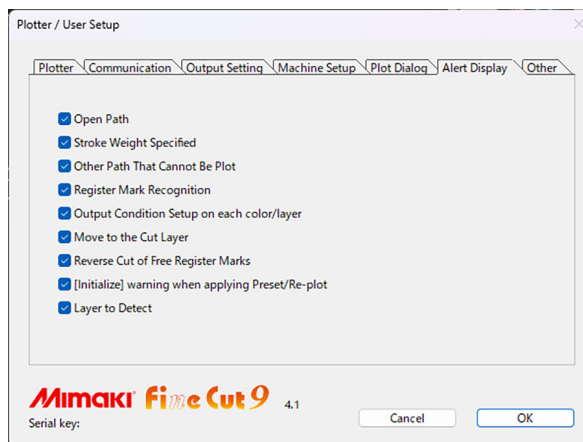 Plotter / User Setup
Plotter Communication Output Setting Machine Setup Plot Dialog Alert Display Other
Open Path
Stroke Weight Specified
Other Path That Cannot Be Plot
Register Mark Recognition
Output Condition Setup on each color/layer
Move to the Cut Layer
Reverse Cut of Free Register Marks
[Initialize] warning when applying Preset/Re-plot
Layer to Detect
Mimaki Fine Cut 9 4.1
Serial key:
Cancel OK